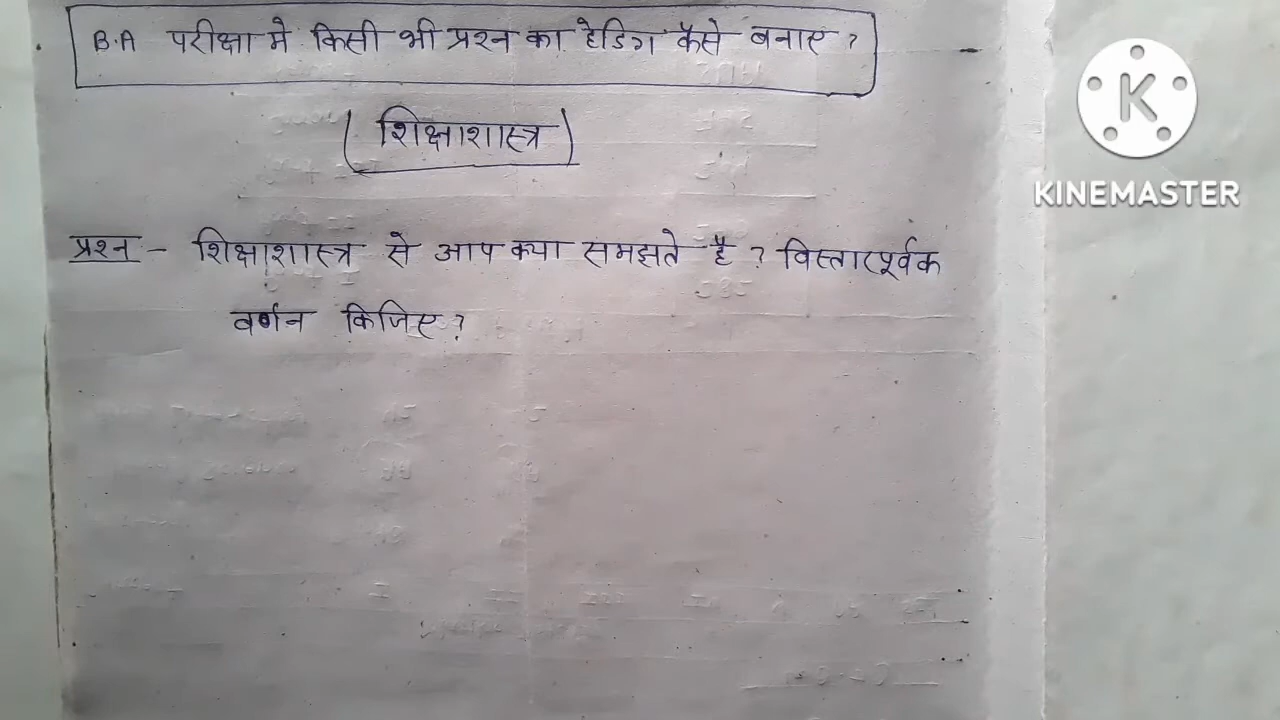 B.A परीक्षा मे किसी भी प्रश्न का हेडिंग कैसे बनाए ?
(शिक्षाशास्त्र)
प्रश्न :- शिक्षाशास्त्र से आप क्या समझते है ? विस्तारपूर्वक
वर्णन किजिए ?
K
KINEMASTER